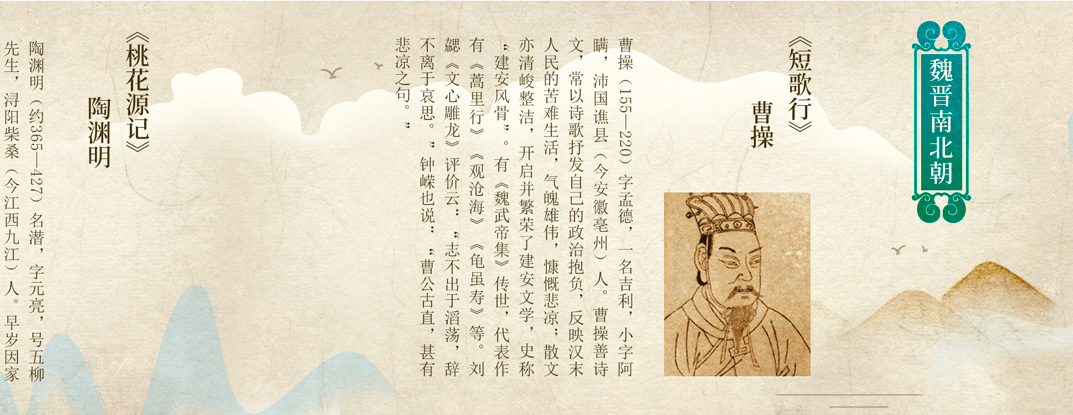 魏晋南北朝
《短歌行》
曹操
曹操（155—220）字孟德，一名吉利，小字阿
瞒，沛国谯县（今安徽亳州）人。曹操善诗
文，常以诗歌抒发自己的政治抱负，反映汉末
人民的苦难生活，气魄雄伟，慷慨悲凉；散文
亦清峻整洁，开启并繁荣了建安文学，史称
“建安风骨”。有《魏武帝集》传世，代表作
有《蒿里行》《观沧海》《龟虽寿》等。刘
勰《文心雕龙》评价云：“志不出于滔荡，辞
不离于哀思。”钟嵘也说：“曹公古直，甚有
悲凉之句。”
《桃花源记》
陶渊明
陶渊明（约365—427）名潜，字元亮，号五柳
先生，浔阳柴桑（今江西九江）人。早岁因家